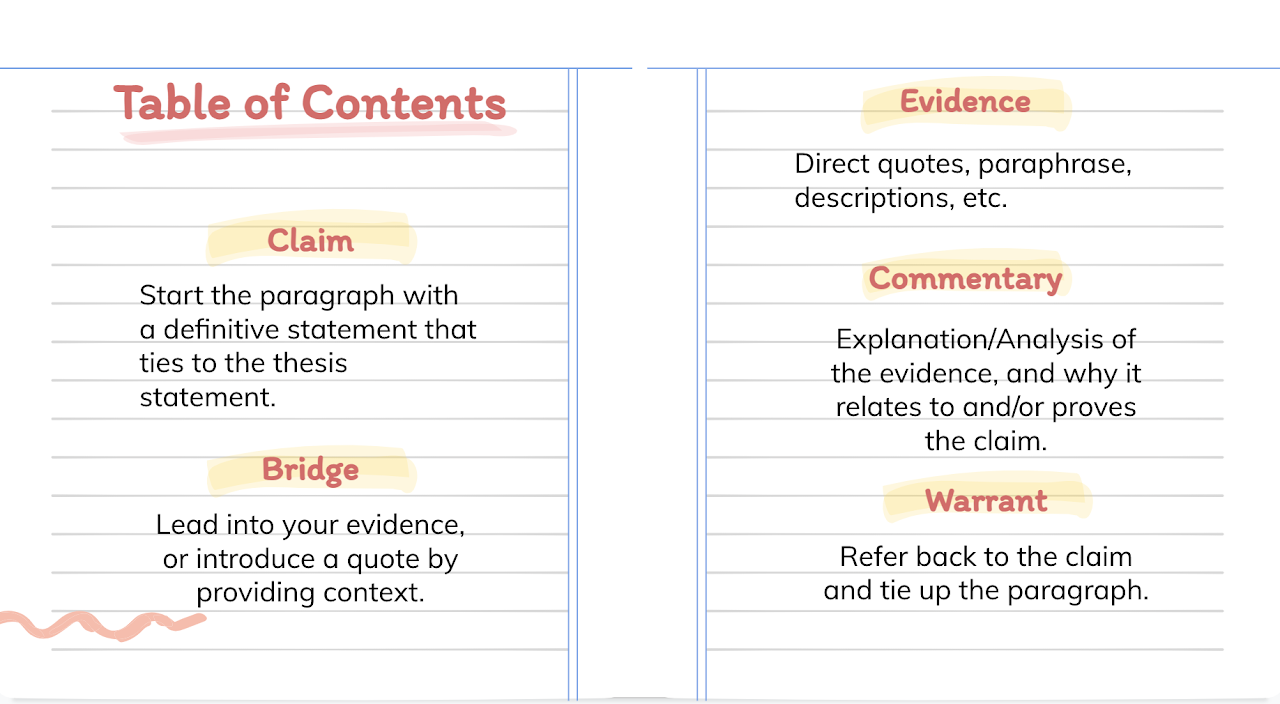 Table of Contents
Claim
Start the paragraph with
a definitive statement that
ties to the thesis
statement.
Bridge
Lead into your evidence,
or introduce a quote by
providing context.
Evidence
Direct quotes, paraphrase,
descriptions, etc.
Commentary
Explanation/Analysis of
the evidence, and why it
relates to and/or proves
the claim.
Warrant
Refer back to the claim
and tie up the paragraph.